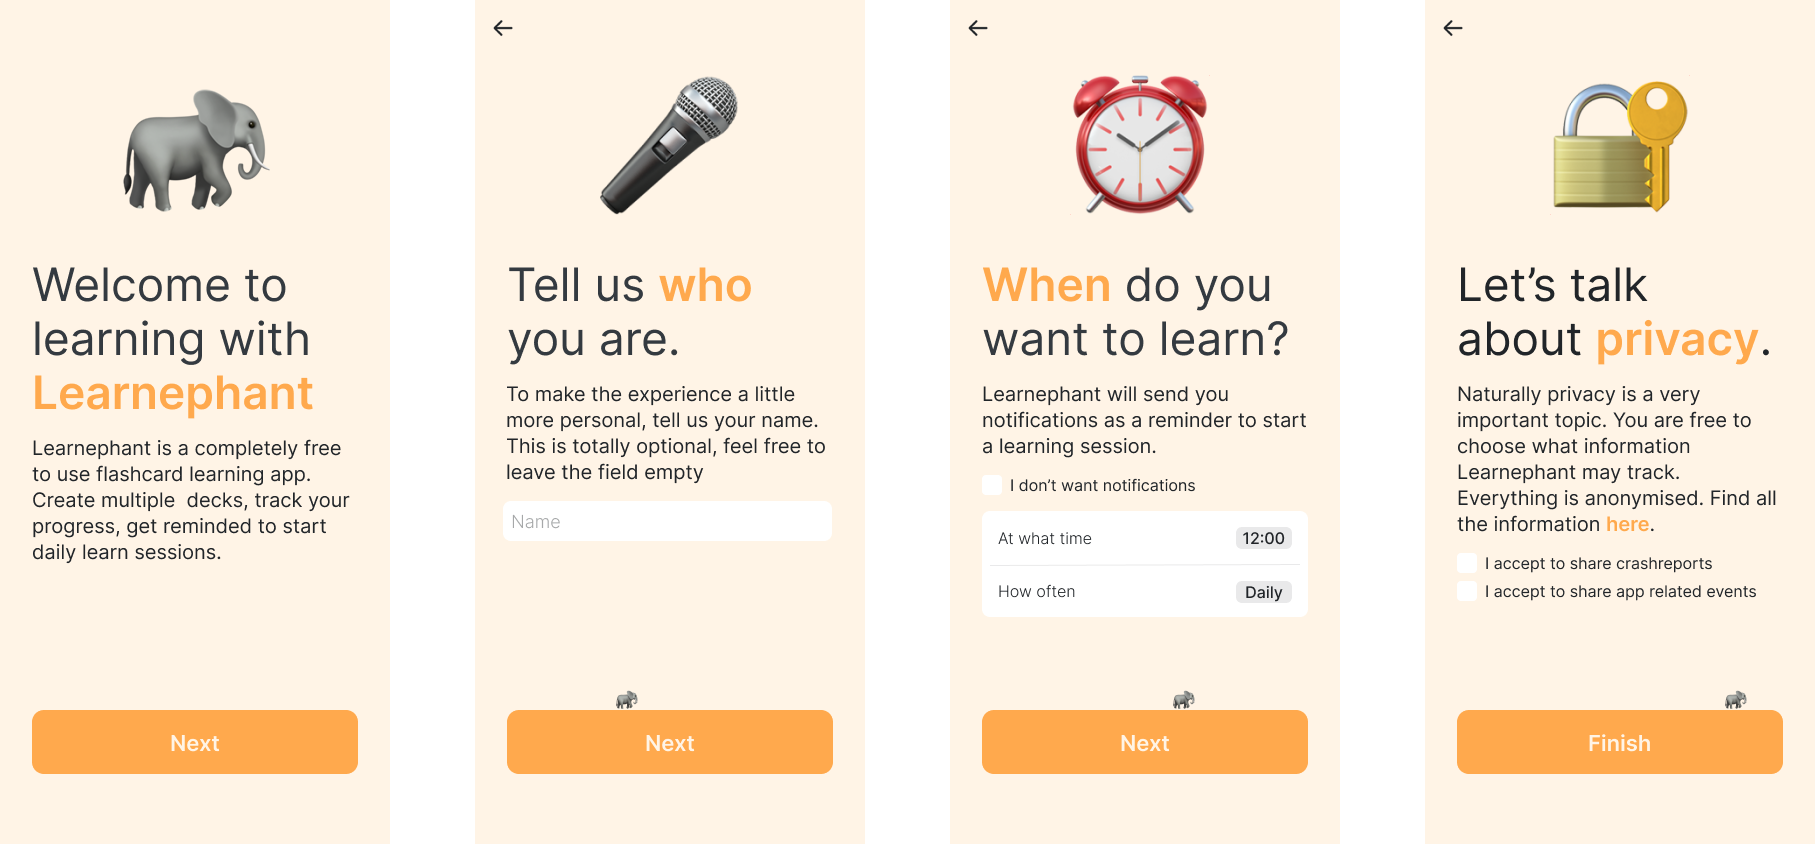 Welcome to
learning with
Learnephant
Learnephant is a completely free
to use flashcard learning app.
Create multiple  decks, track your
progress, get reminded to start
daily learn sessions.
Next
Tell us who
you are.
To make the experience a little
more personal, tell us your name.
This is totally optional, feel free to
leave the field empty
Name
Next
When do you
want to learn?
Learnephant will send you
notifications as a reminder to start
a learning session.
I don't want notifications
At what time 12:00
How often Daily
Next
Let's talk
about privacy.
Naturally privacy is a very
important topic. You are free to
choose what information
Learnephant may track.
Everything is anonymised. Find all
the information here.
I accept to share crashreports
I accept to share app related events
Finish